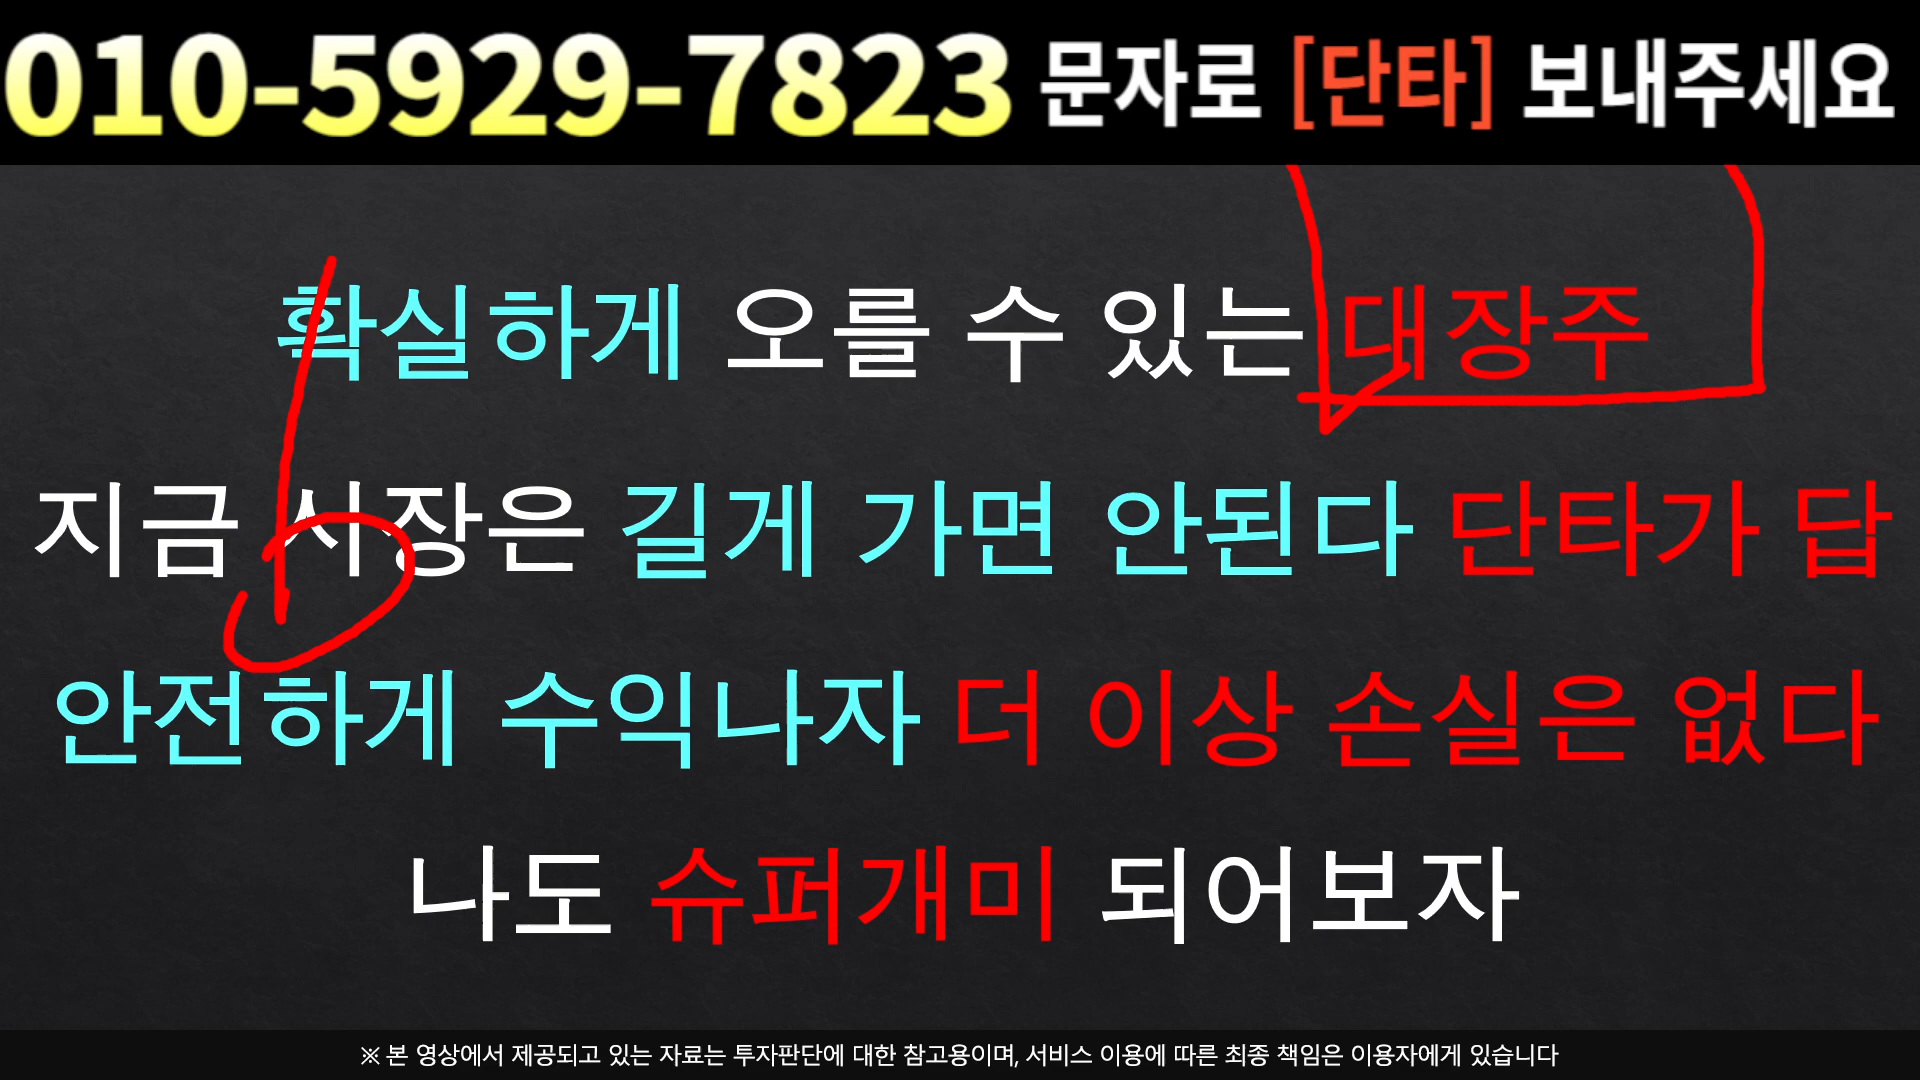 010-5929-7823 문자로 [단타] 보내주세요
확실하게 오를 수 있는 대장주
지금 시장은 길게 가면 안된다 단타가 답
안전하게 수익나자 더 이상 손실은 없다
나도 슈퍼개미 되어보자
※ 본 영상에서 제공되고 있는 자료는 투자판단에 대한 참고용이며, 서비스 이용에 따른 최종 책임은 이용자에게 있습니다